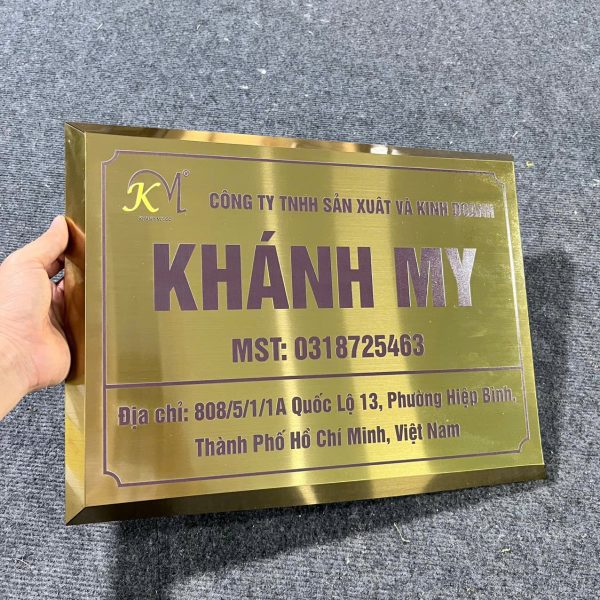 KM®
CÔNG TY TNHH SẢN XUẤT VÀ KINH DOANH
KHÁNH MY
MST: 0318725463
Địa chỉ: 808/5/1/1A Quốc Lộ 13, Phường Hiệp Bình,
Thành Phố Hồ Chí Minh, Việt Nam